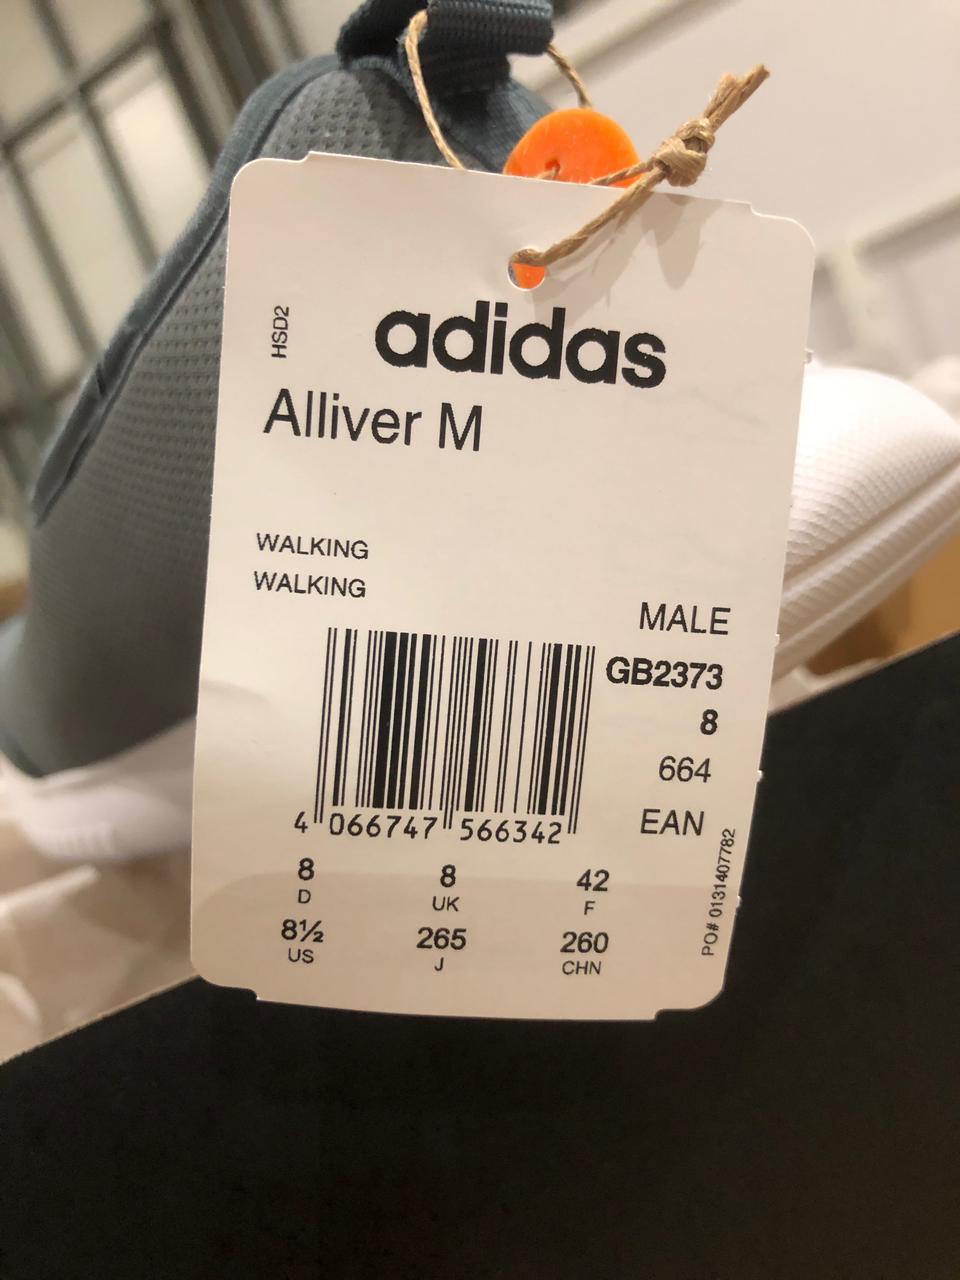 HSD2
adidas
Alliver M
WALKING
WALKING
MALE
GB2373
8
664
EAN
4 066747 566342
8 8 42
D UK F
8½ 265 260
US J CHN
PO# 0131407782